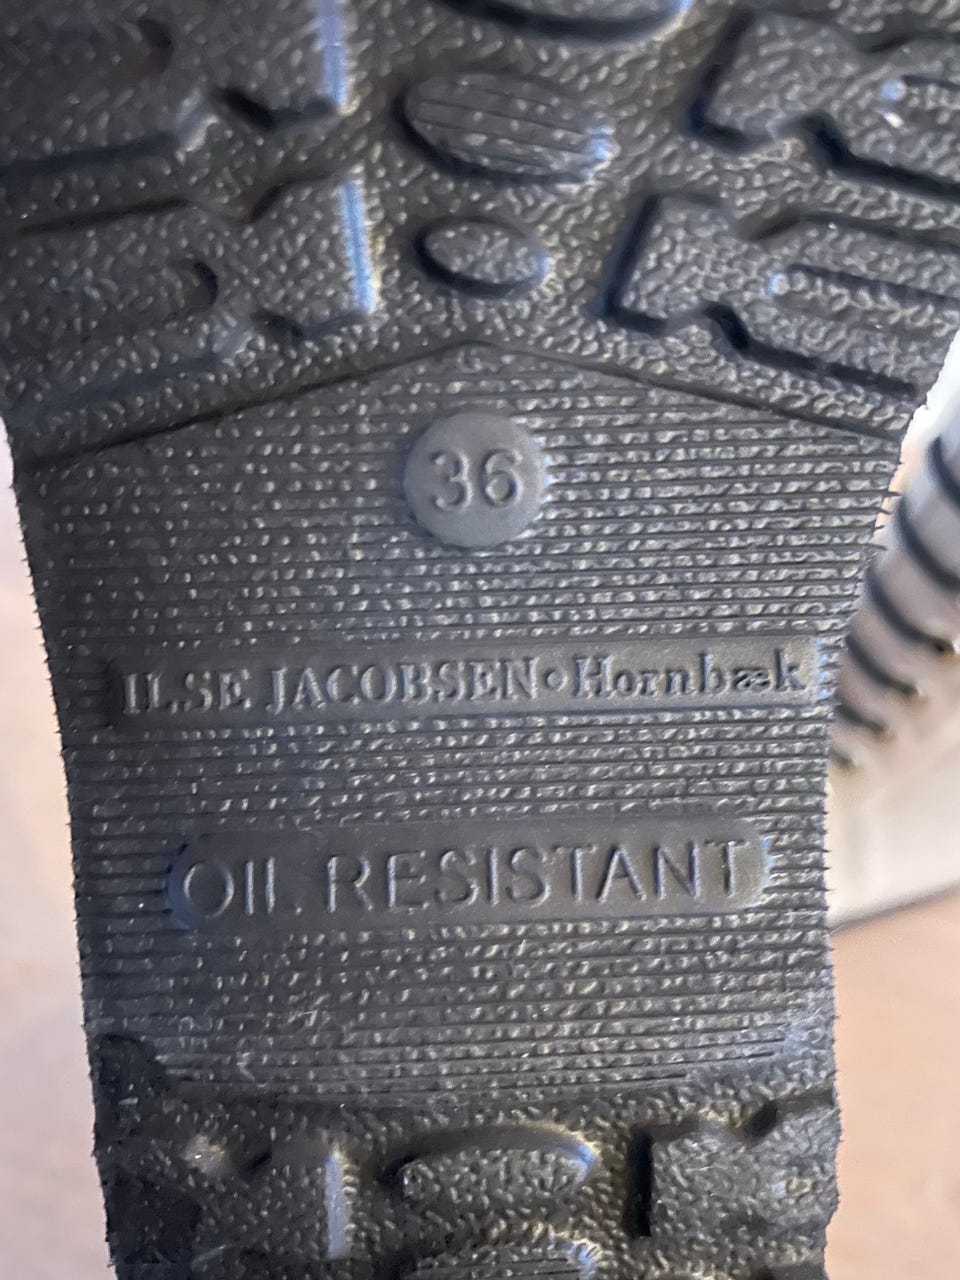 36
ILSE JACOBSEN•Hornbæk
OIL RESISTANT